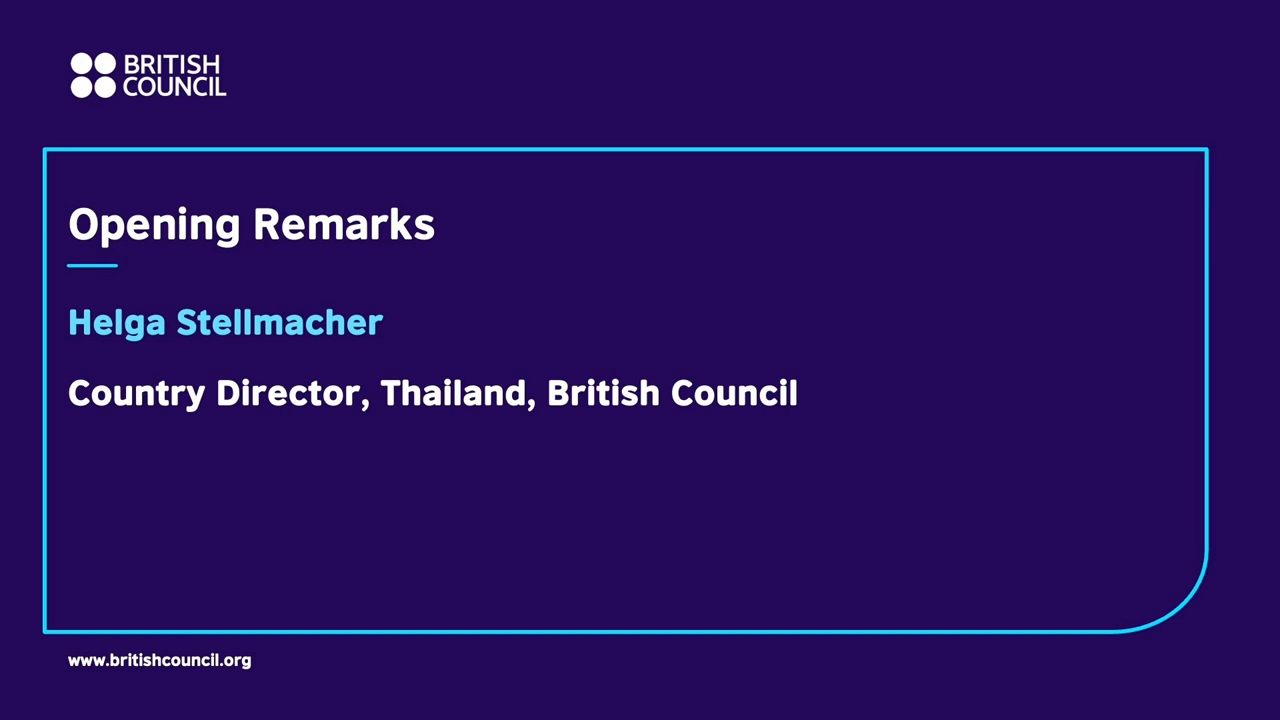 BRITISH
COUNCIL
Opening Remarks
Helga Stellmacher
Country Director, Thailand, British Council
www.britishcouncil.org